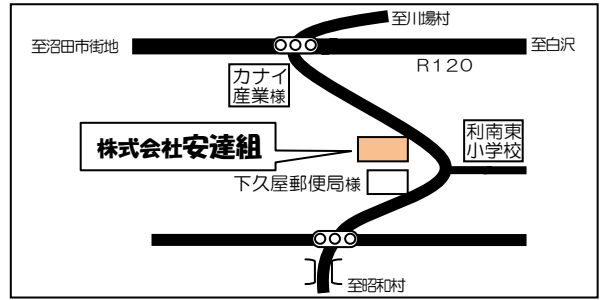 至川場村
至沼田市街地
至白沢
R120
カナイ
産業様
株式会社安達組
利南東
小学校
下久屋郵便局様
至昭和村